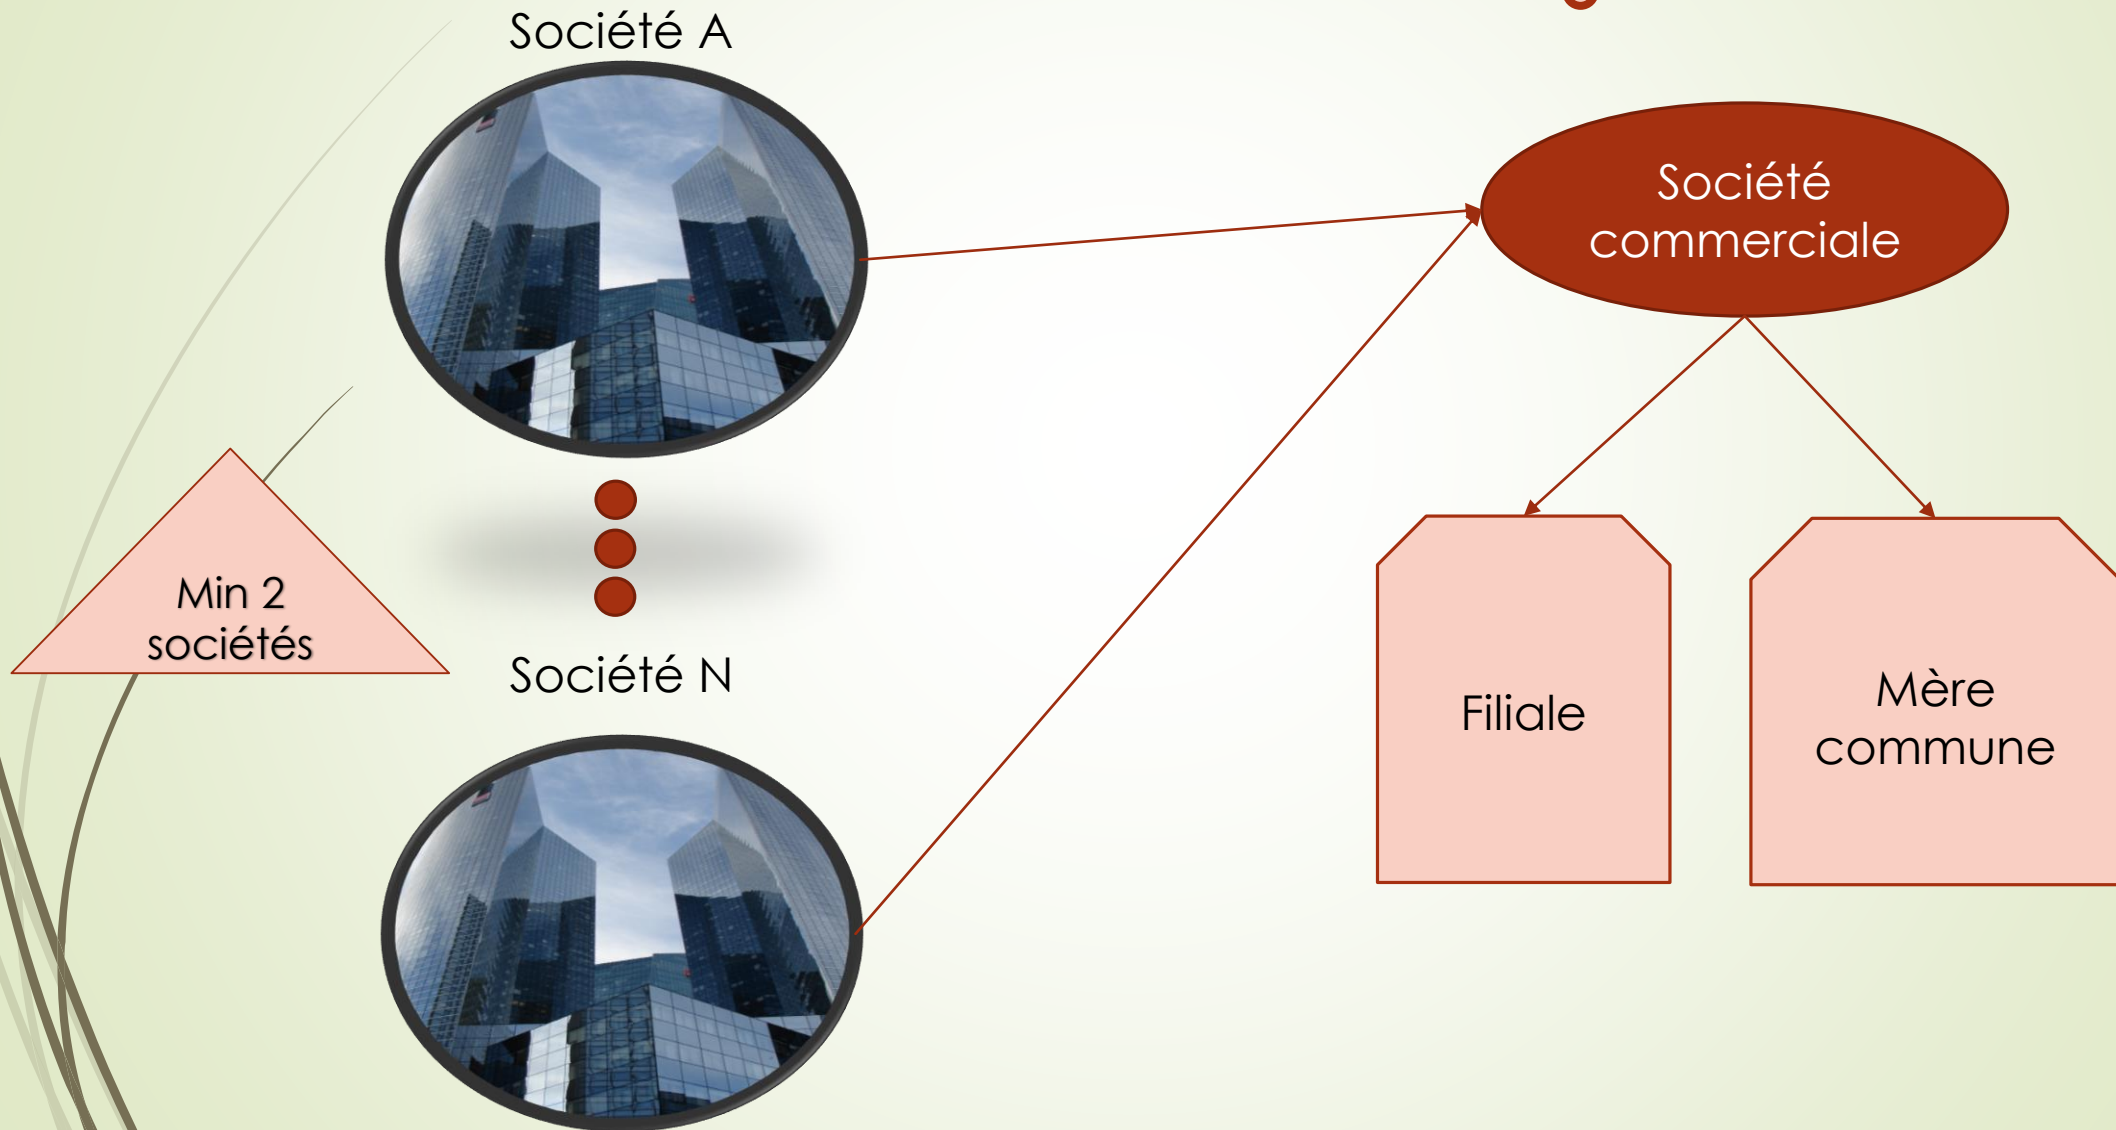 Société A
Société
commerciale
Min 2
sociétés
Société N
Filiale
Mère
commune